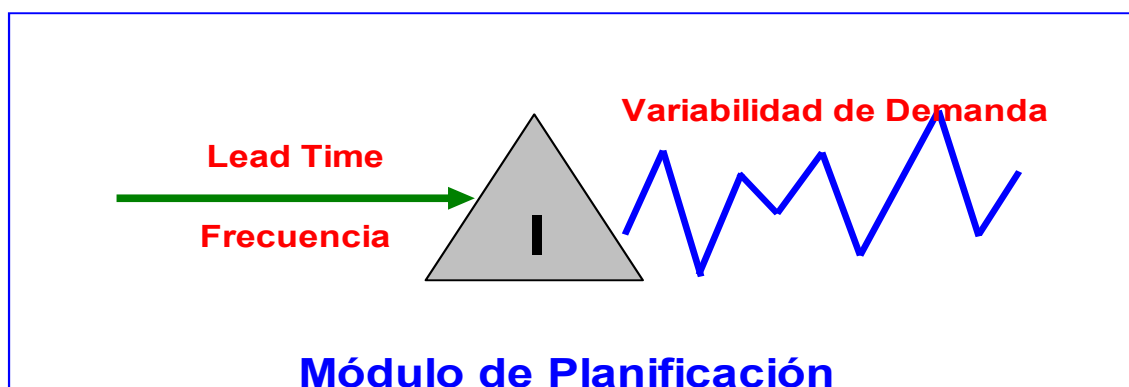 Variabilidad de Demanda
Lead Time
Frecuencia
I
Módulo de Planificación